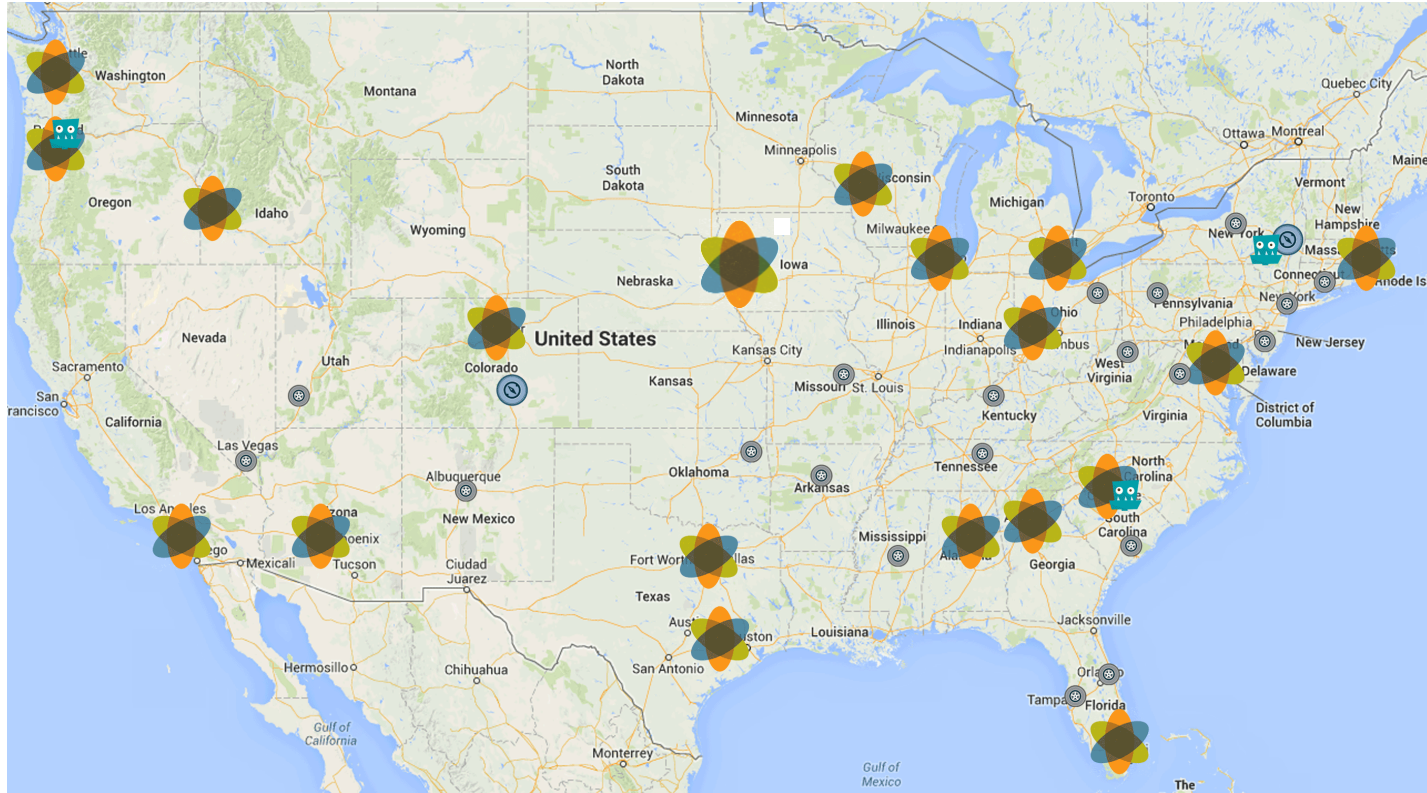 Quebec City
ttle
Washington
North
Dakota
Montana
Minnesota
Ottawa
Montreal
Minneapolis
Maine
South
Dakota
Vermont
Oregon
Idaho
Michigan
Toronto
New
Hampshire
Wyoming
Milwaukee
New York
Iowa
Nebraska
Connecticut
Pennsylvania
New York
Ohio
Nevada
United States
Illinois
Indiana
Philadelphia
Utah
Kansas City
Indianapolis
New Jersey
Sacramento
Colorado
Kansas
Missouri
St. Louis
West
Virginia
Delaware
San
rancisco
California
Kentucky
Virginia
District of
Columbia
Las Vegas
Albuquerque
Oklahoma
Arkansas
Tennessee
North
Carolina
Los Angeles
New Mexico
South
Carolina
Mississippi
Mexicali
Tucson
Ciudad
Juarez
Fort Wort
llas
Georgia
Texas
Jacksonville
Louisiana
San Antonio
Hermosillo
Chihuahua
Tampa
Florida
Gulf of
California
Monterrey
Gulf of
Mexico
The